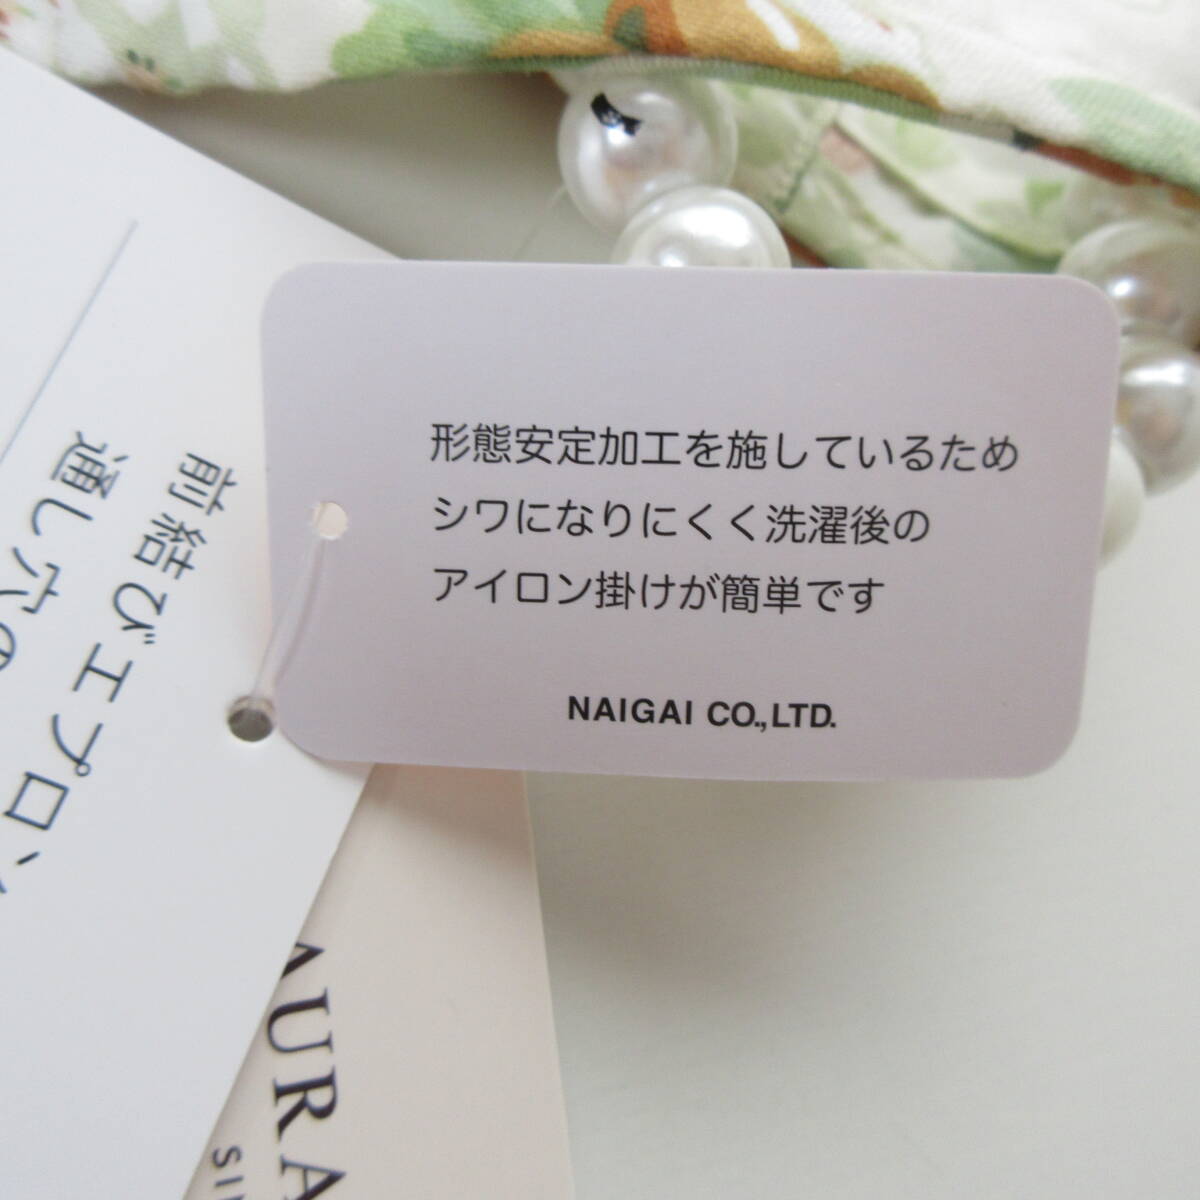 形態安定加工を施しているため
シワになりにくく洗濯後の
アイロン掛けが簡単です
NAIGAI CO.,LTD.
前結びエプロン
通し穴の
AURA